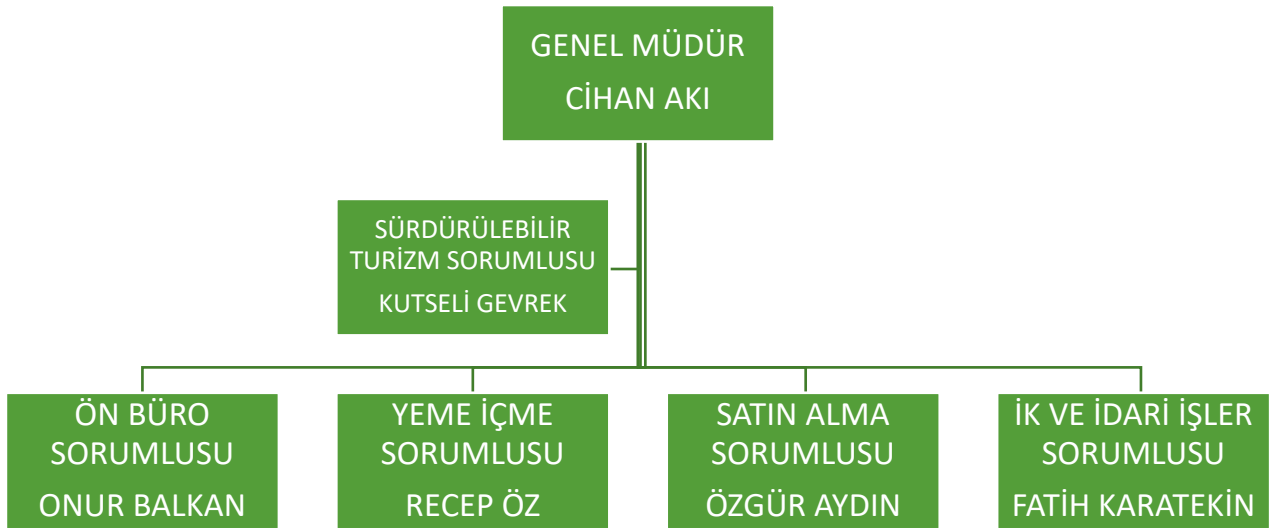 GENEL MÜDÜR
CİHAN AKI
SÜRDÜRÜLEBİLİR
TURİZM SORUMLUSU
KUTSELİ GEVREK
ÖN BÜRO
SORUMLUSU
ONUR BALKAN
YEME İÇME
SORUMLUSU
RECEP ÖZ
SATIN ALMA
SORUMLUSU
ÖZGÜR AYDIN
İK VE İDARİ İŞLER
SORUMLUSU
FATİH KARATEKİN